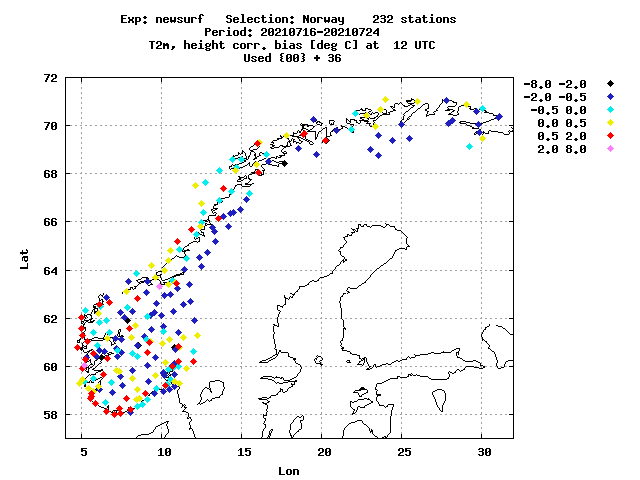 Exp: newsurf   Selection: Norway    232 stations
Period: 20210716-20210724
T2m, height corr. bias [deg C] at  12 UTC
Used {00} + 36
-8.0 -2.0
-2.0 -0.5
-0.5 0.0
0.0 0.5
0.5 2.0
2.0 8.0
72
70
68
66
64
62
60
58
Lat
5 10 15 20 25 30
Lon